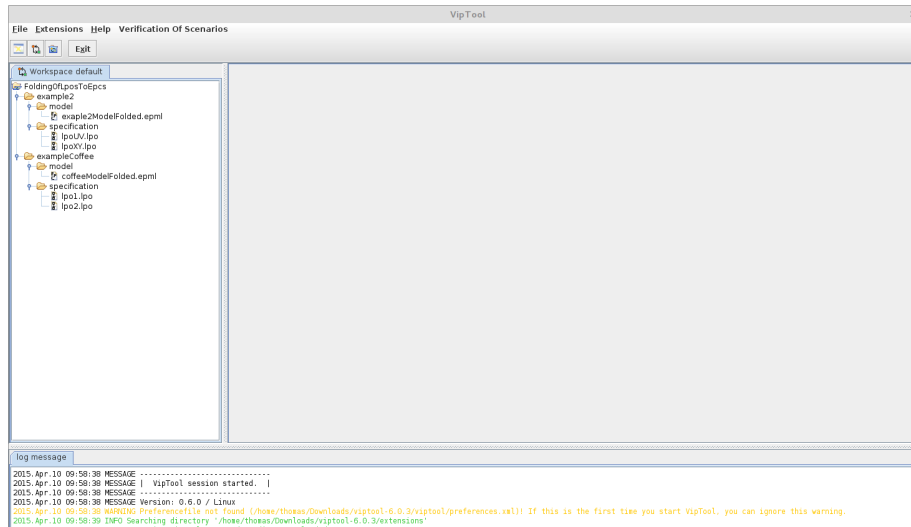 VipTool
File Extensions Help Verification Of Scenarios
Exit
Workspace default
FoldingOfLposToEpcs
example2
model
exaple2ModelFolded.epml
specification
lpoUV.lpo
lpoXY.lpo
exampleCoffee
model
coffeeModelFolded.epml
specification
lpo1.lpo
lpo2.lpo
log message
2015.Apr.10 09:58:38 MESSAGE ------------------------------
2015.Apr.10 09:58:38 MESSAGE | VipTool session started. |
2015.Apr.10 09:58:38 MESSAGE ------------------------------
2015.Apr.10 09:58:38 MESSAGE Version: 0.6.0 / Linux
2015.Apr.10 09:58:38 WARNING Preferencefile not found (/home/thomas/Downloads/viptool-6.0.3/viptool/preferences.xml)! If this is the first time you start VipTool, you can ignore this warning.
2015.Apr.10 09:58:39 INFO Searching directory '/home/thomas/Downloads/viptool-6.0.3/extensions'